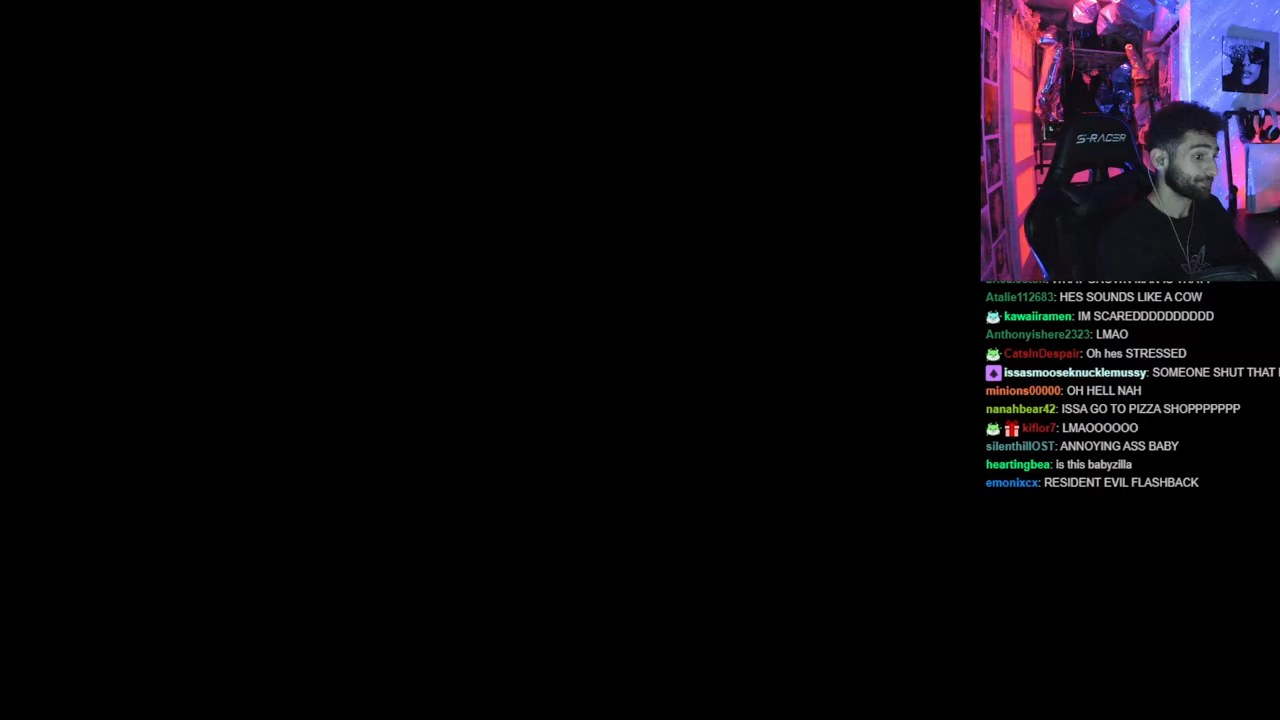 S-RACER
Atalie112683: HES SOUNDS LIKE A COW
kawaiiramen: IM SCAREDDDDDDDDDD
Anthonyishere2323: LMAO
CatsInDespair: Oh hes STRESSED
issasmooseknucklemussy: SOMEONE SHUT THAT
minions00000: OH HELL NAH
nanahbear42: ISSA GO TO PIZZA SHOPPPPPPP
kiflor7: LMAOOOOOO
silenthillOST: ANNOYING ASS BABY
heartingbea: is this babyzilla
emonixcx: RESIDENT EVIL FLASHBACK